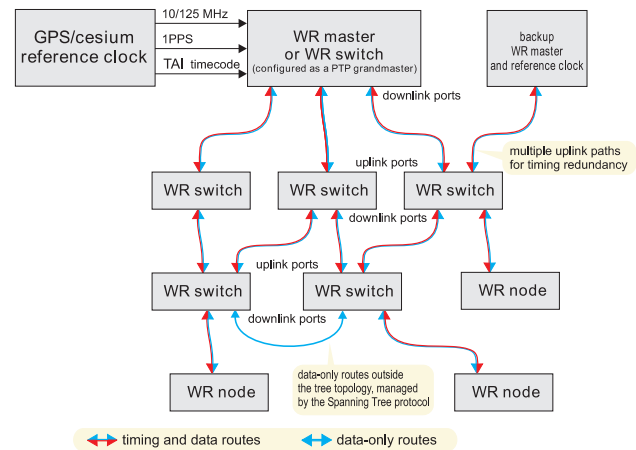 GPS/cesium
reference clock
10/125 MHz
1PPS
TAI timecode
WR master
or WR switch
(configured as a PTP grandmaster)
backup
WR master
and reference clock
downlink ports
multiple uplink paths
for timing redundancy
uplink ports
WR switch
WR switch
WR switch
downlink ports
uplink ports
WR switch
WR switch
WR node
downlink ports
data-only routes outside
the tree topology, managed
by the Spanning Tree protocol
WR node
WR node
timing and data routes
data-only routes